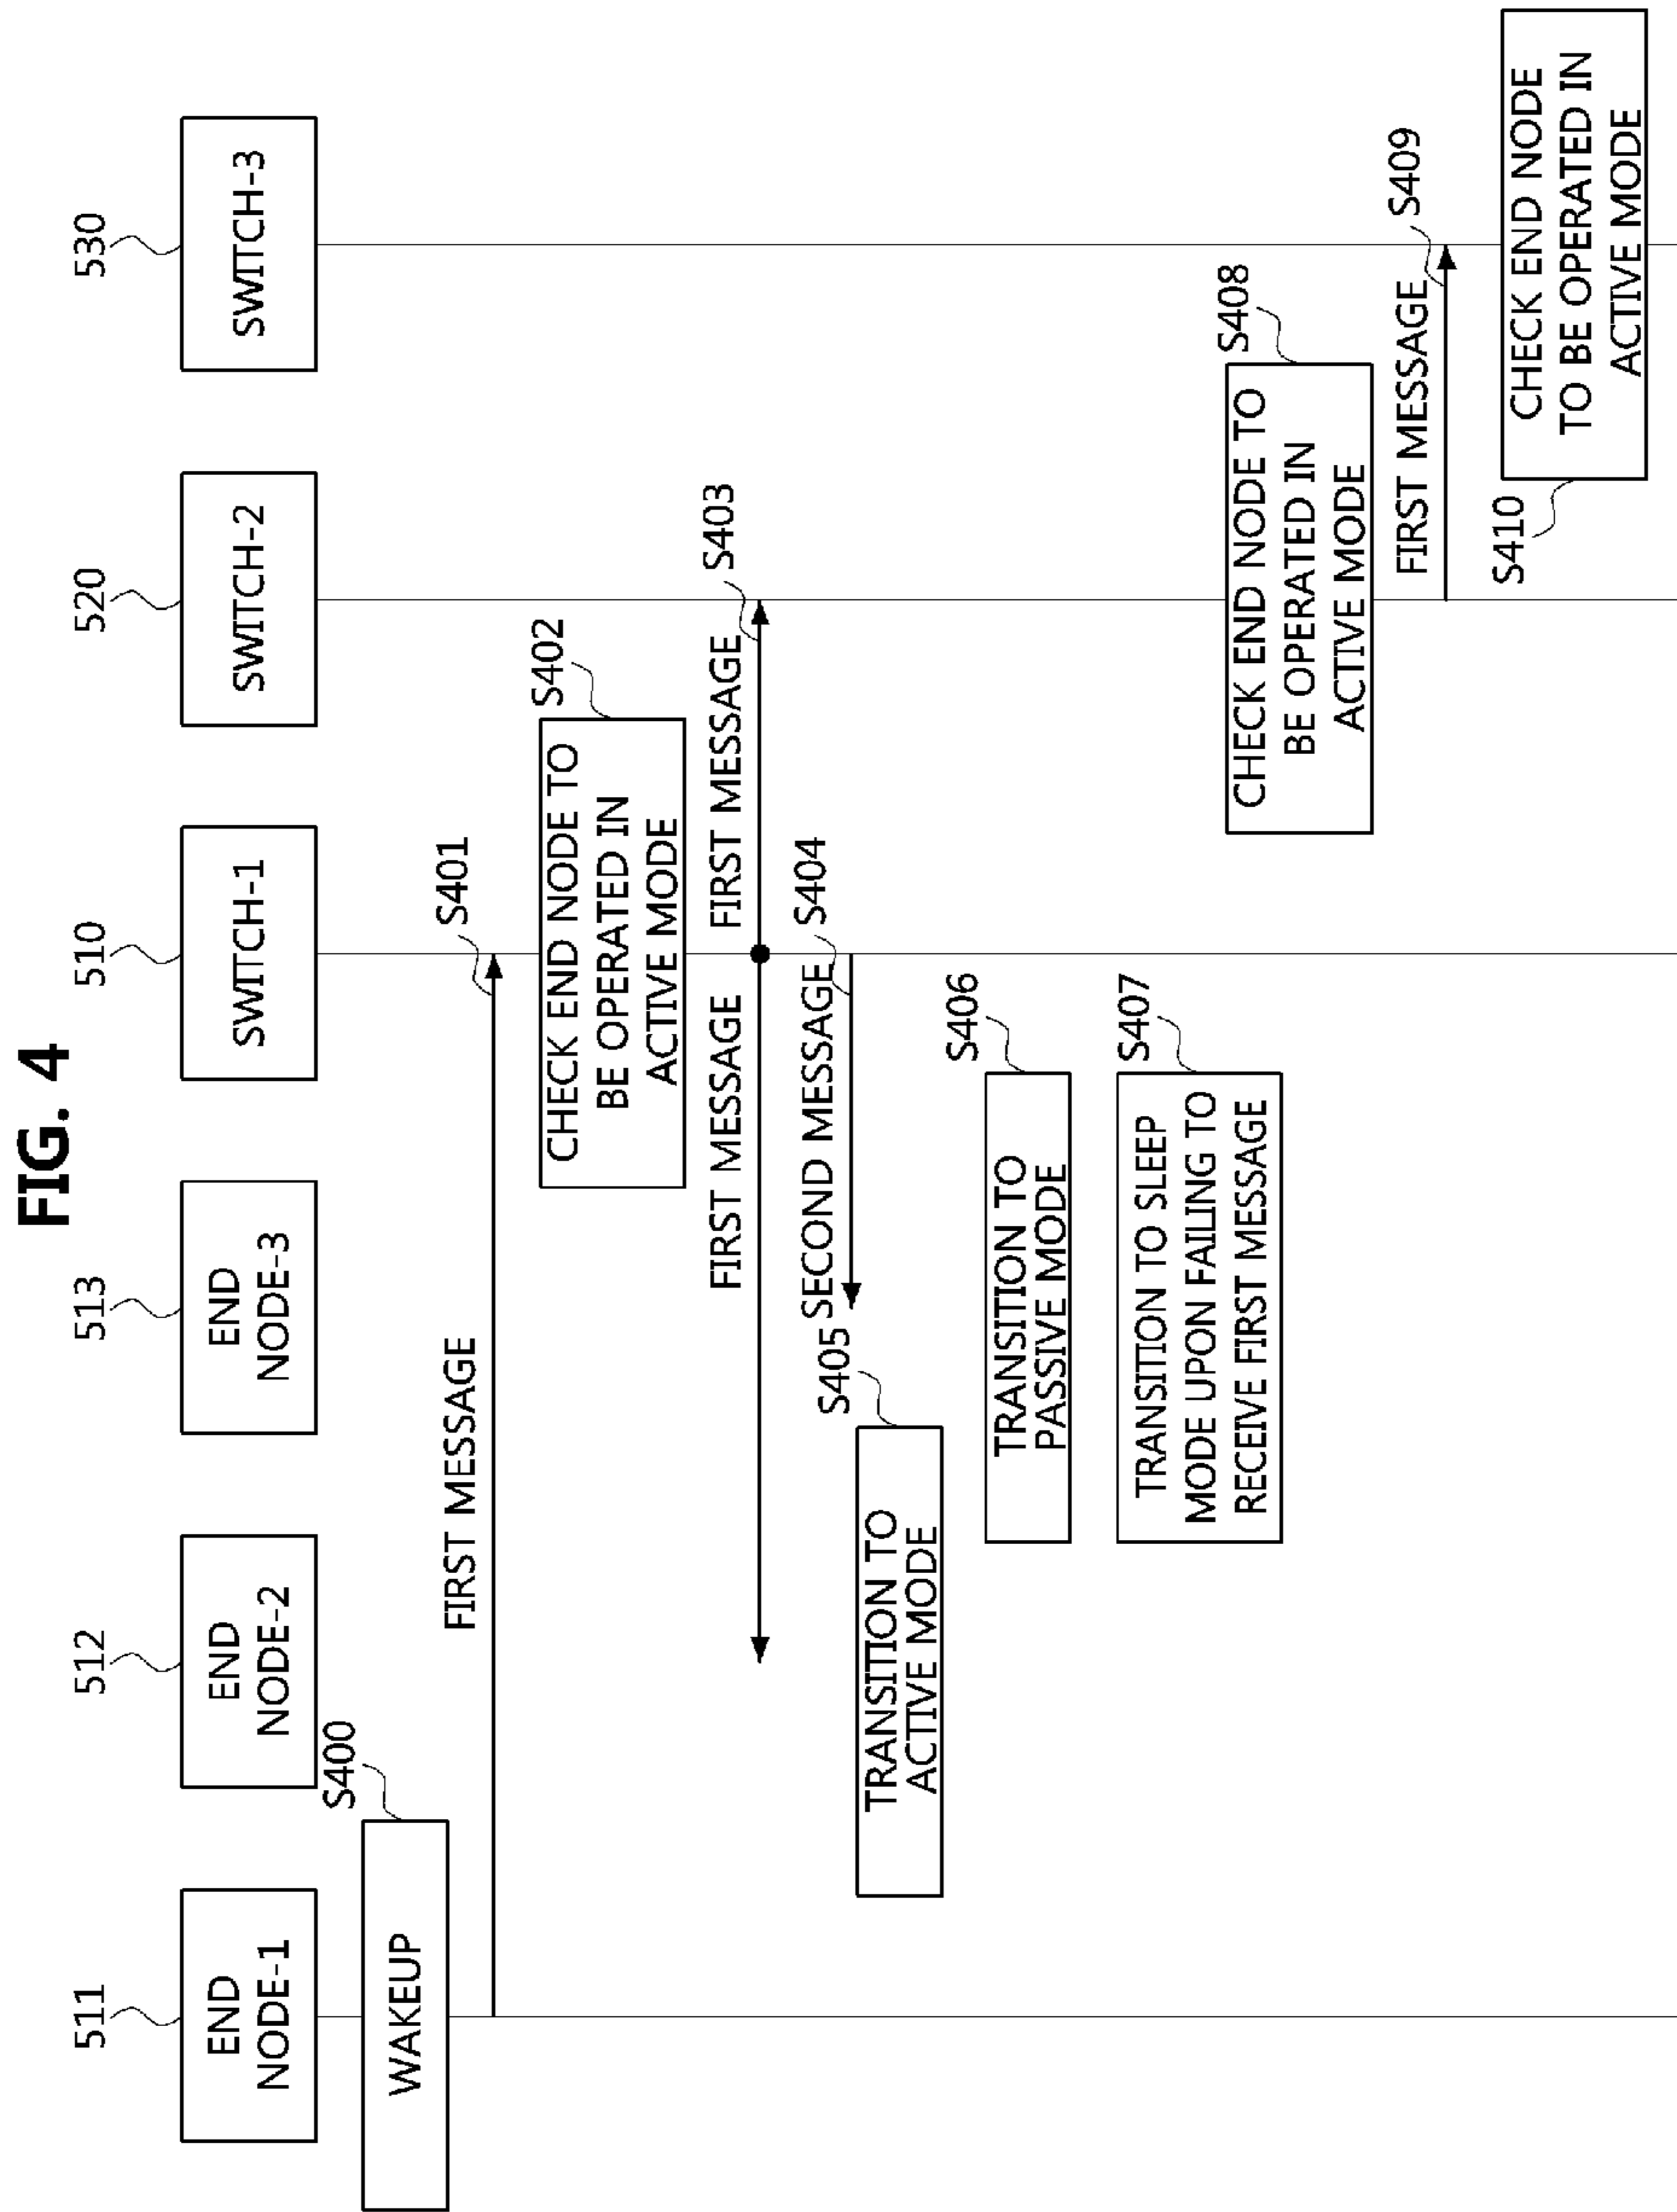 FIG. 4
511
512
513
510
520
530
END
NODE-1
END
NODE-2
END
NODE-3
SWITCH-1
SWITCH-2
SWITCH-3
S400
WAKEUP
FIRST MESSAGE
S401
S402
CHECK END NODE TO
BE OPERATED IN
ACTIVE MODE
FIRST MESSAGE
FIRST MESSAGE
S403
SECOND MESSAGE
S404
S405
TRANSITION TO
ACTIVE MODE
S406
TRANSITION TO
PASSIVE MODE
S407
TRANSITION TO SLEEP
MODE UPON FAILING TO
RECEIVE FIRST MESSAGE
S408
CHECK END NODE TO
BE OPERATED IN
ACTIVE MODE
FIRST MESSAGE
S409
S410
CHECK END NODE
TO BE OPERATED IN
ACTIVE MODE